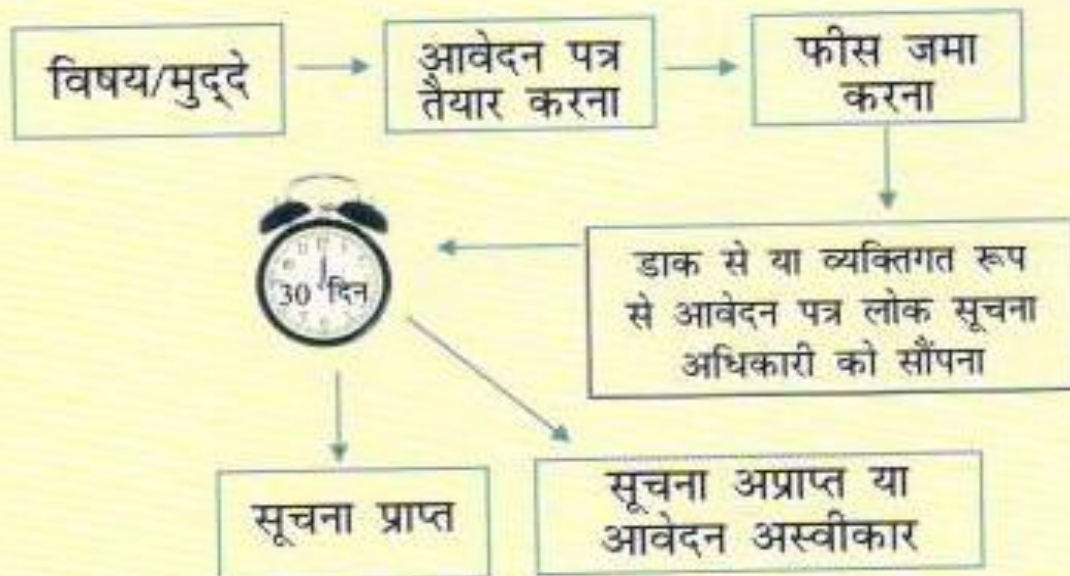 विषय/मुद्दे
आवेदन पत्र
तैयार करना
फीस जमा
करना
डाक से या व्यक्तिगत रूप
से आवेदन पत्र लोक सूचना
अधिकारी को सौंपना
30 दिन
सूचना प्राप्त
सूचना अप्राप्त या
आवेदन अस्वीकार